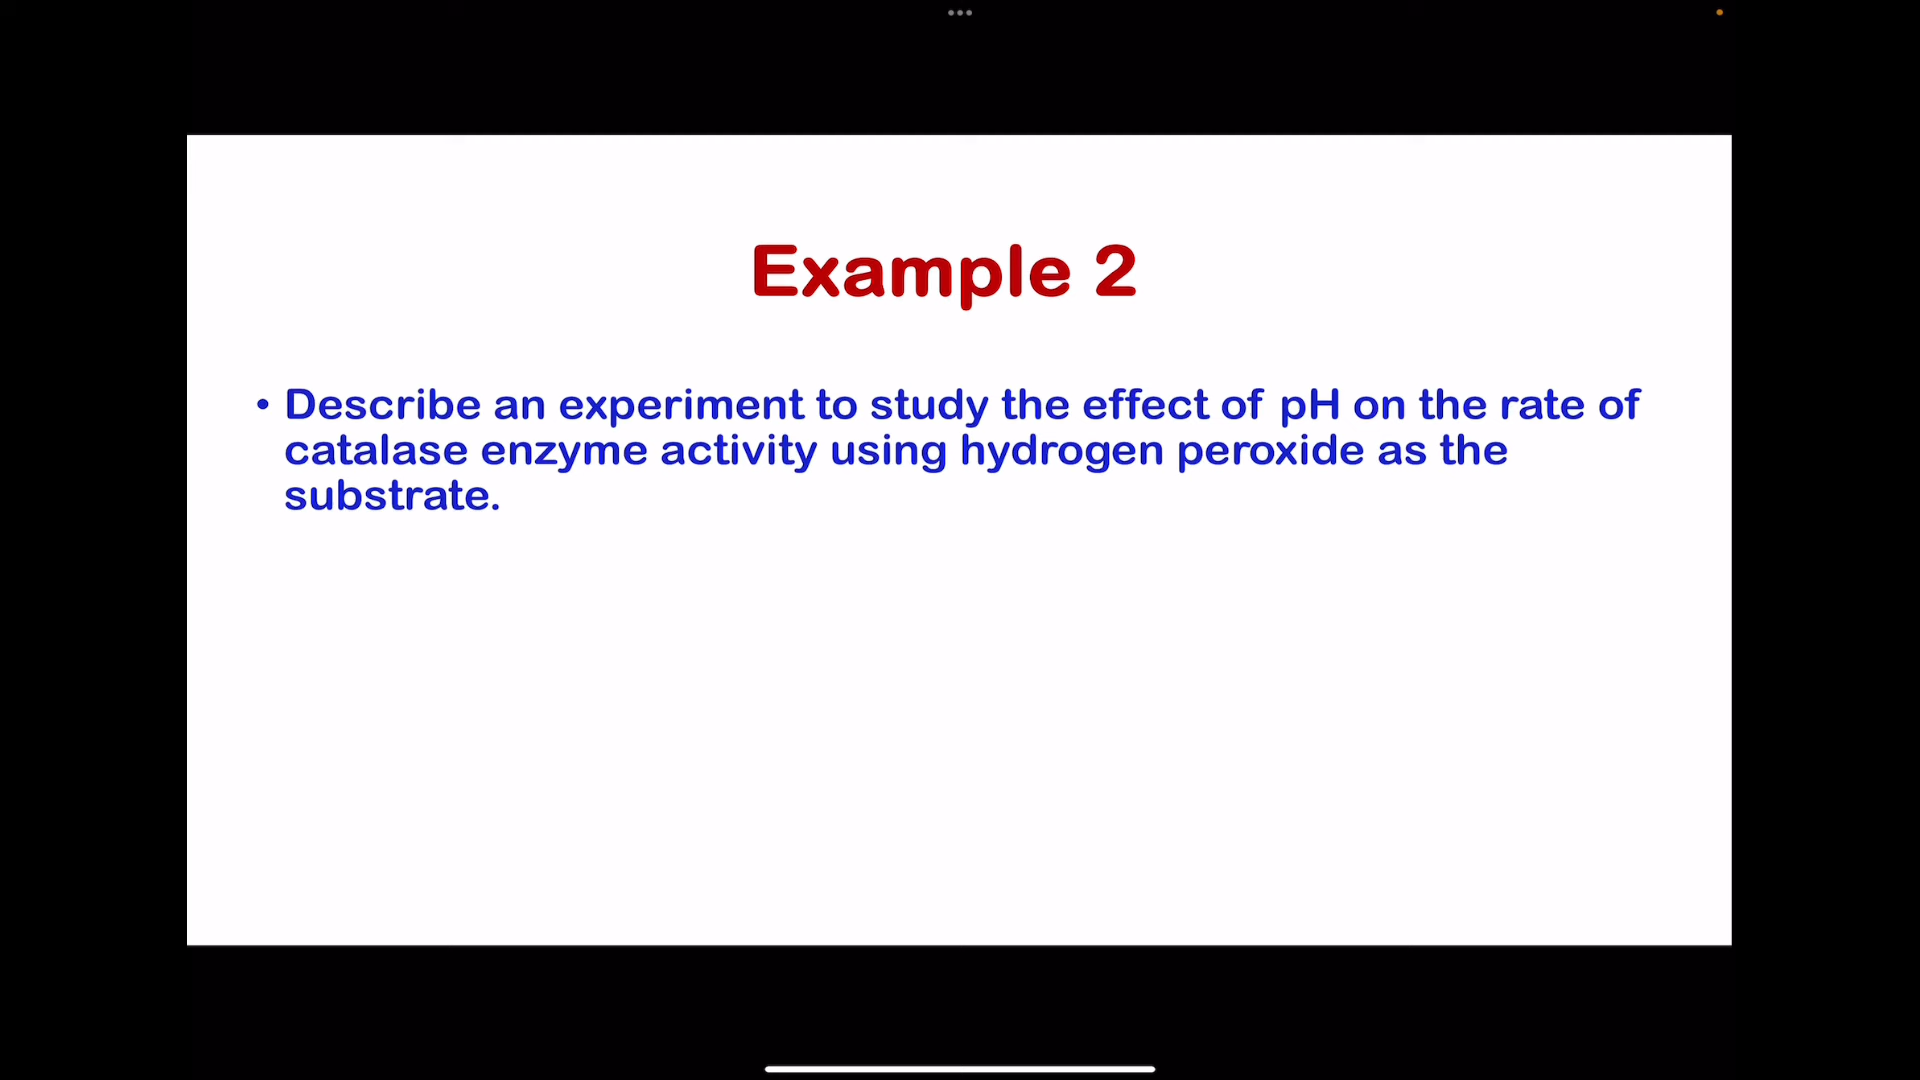 Example 2
• Describe an experiment to study the effect of pH on the rate of
catalase enzyme activity using hydrogen peroxide as the
substrate.